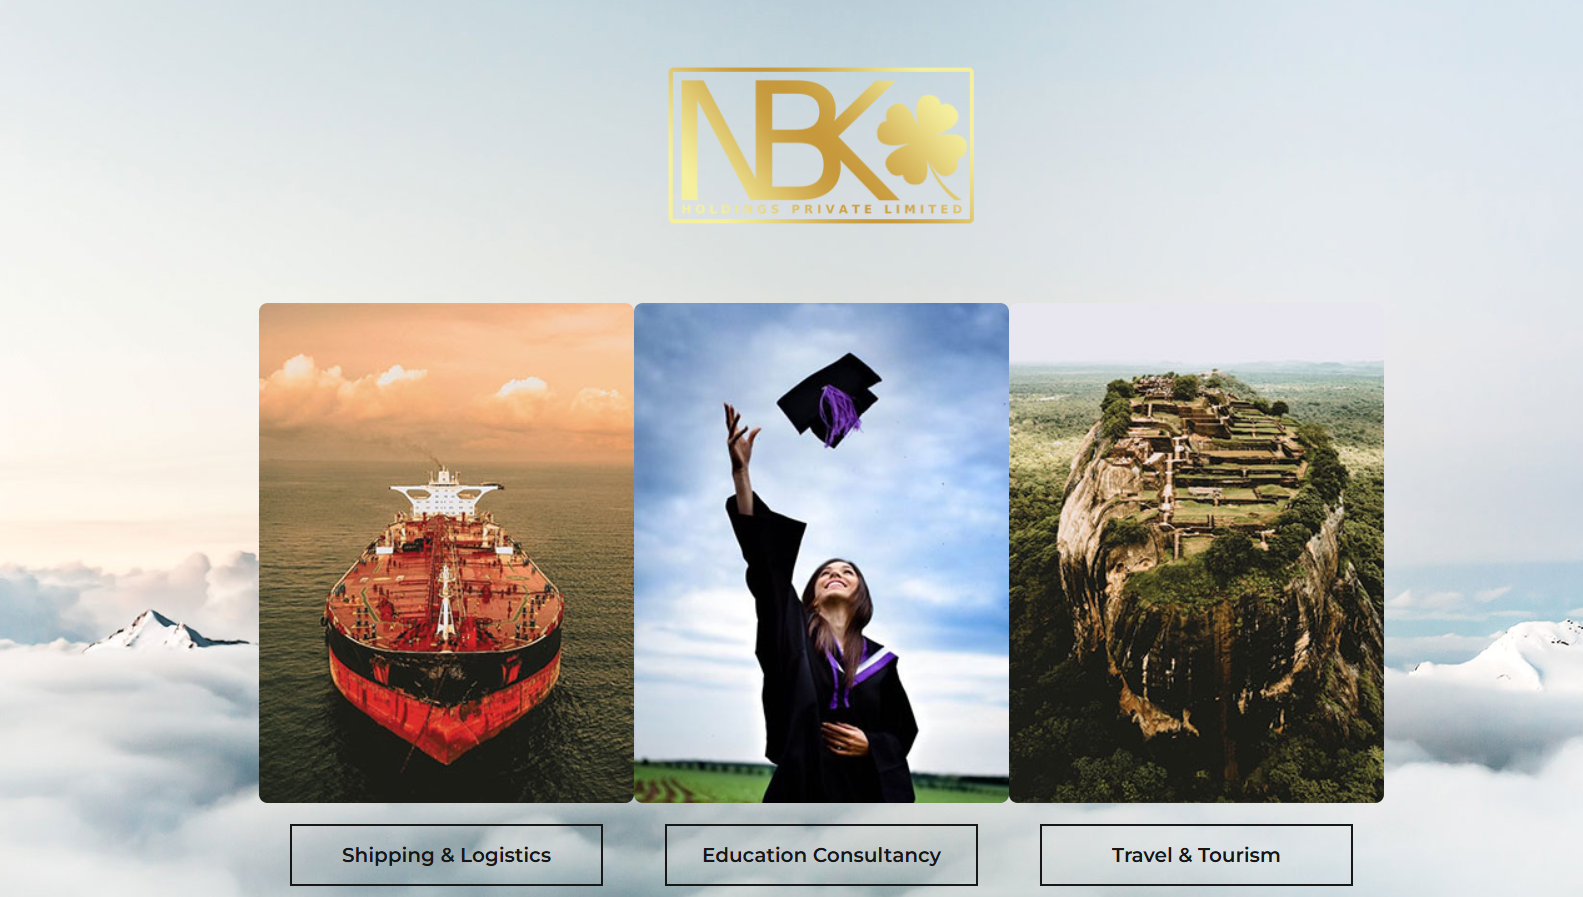 NBK
HOLDINGS PRIVATE LIMITED
Shipping & Logistics
Education Consultancy
Travel & Tourism